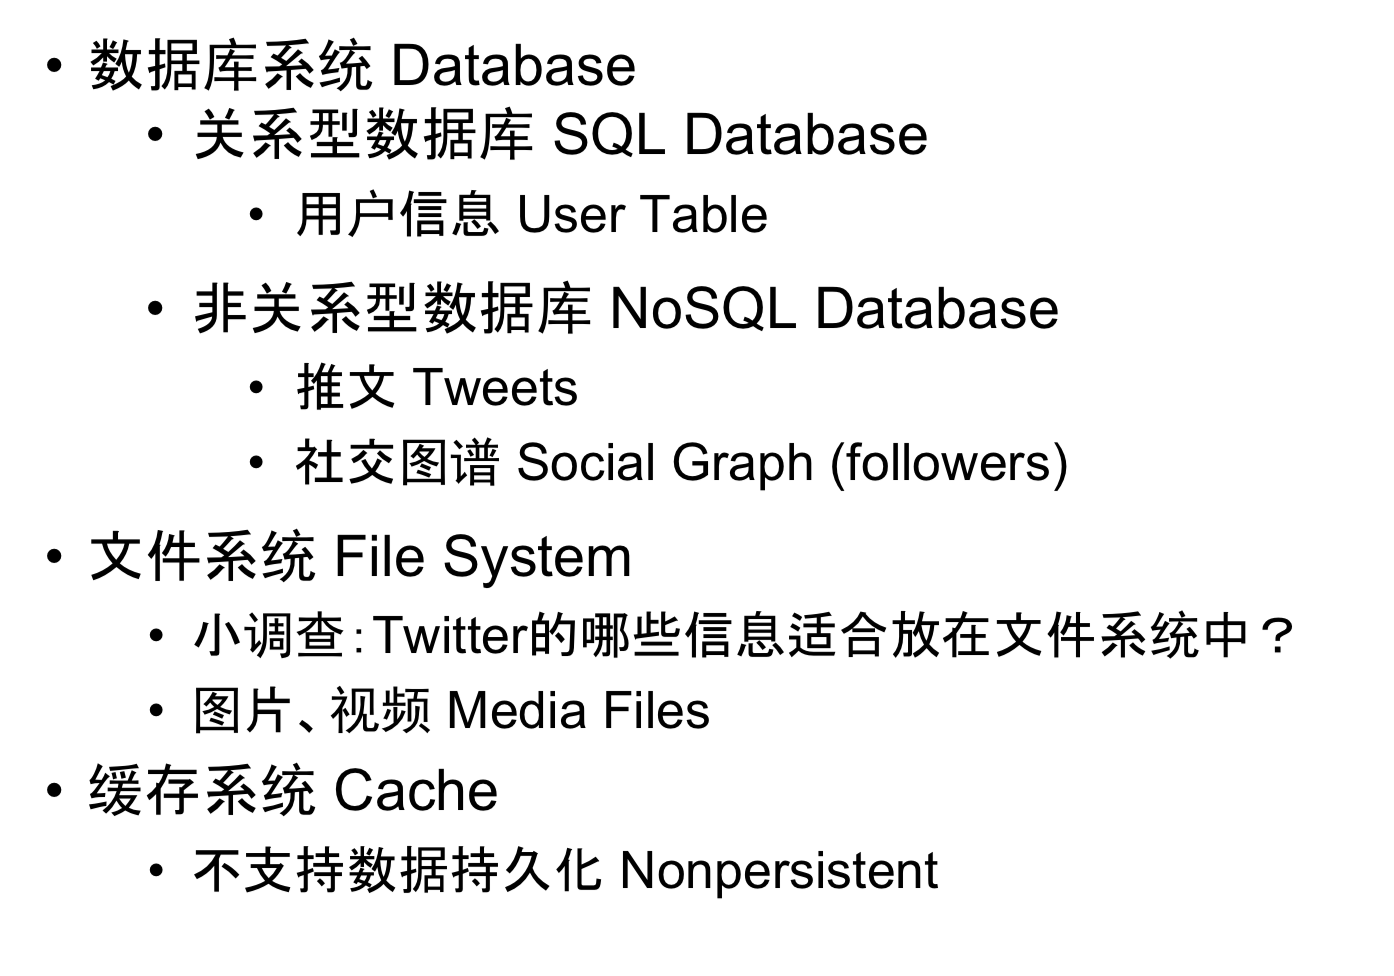 • 数据库系统 Database
• 关系型数据库 SQL Database
• 用户信息 User Table
• 非关系型数据库 NoSQL Database
• 推文 Tweets
• 社交图谱 Social Graph (followers)
• 文件系统 File System
• 小调查：Twitter的哪些信息适合放在文件系统中？
• 图片、视频 Media Files
• 缓存系统 Cache
• 不支持数据持久化 Nonpersistent